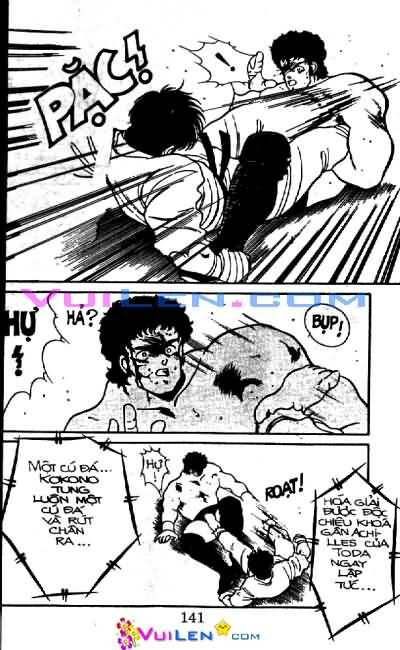 PẶC!
!
VUILEN.COM
HỰ!
HẢ?
BỤP!
MỘT CÚ ĐÁ...
KOKONO
TUNG
LUÔN MỘT
CÚ ĐÁ
VÀ RÚT
CHÂN
RA...
HỰ
ROẠT!
HÓA GIẢI
ĐƯỢC ĐỘC
CHIÊU KHOÁ
GÂN ACHI-
LLES CỦA
TODA
NGAY
LẬP
TỨC...
141
VUILEN.COM